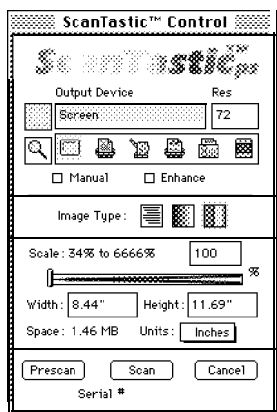 ScanTastic™ Control
ScanTastic™ps
Output Device Res
Screen 72
Manual Enhance
Image Type:
Scale: 34% to 6666% 100
%
Width: 8.44" Height: 11.69"
Space: 1.46 MB Units: Inches
Prescan Scan Cancel
Serial #